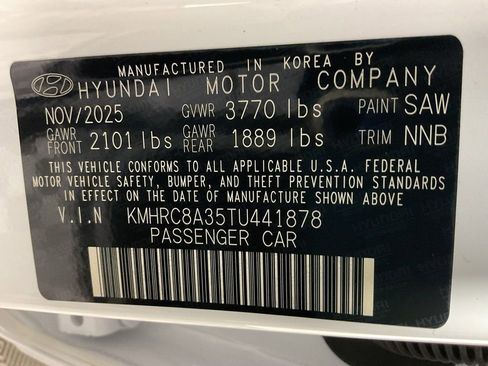 MANUFACTURED IN KOREA BY
HYUNDAI MOTOR COMPANY
NOV/2025 GVWR 3770 lbs PAINT SAW
GAWR FRONT 2101 lbs GAWR REAR 1889 lbs TRIM NNB
THIS VEHICLE CONFORMS TO ALL APPLICABLE U.S.A. FEDERAL
MOTOR VEHICLE SAFETY, BUMPER, AND THEFT PREVENTION STANDARDS
IN EFFECT ON THE DATE OF MANUFACTURE SHOWN ABOVE.
V.I.N KMHRC8A35TU441878
PASSENGER CAR